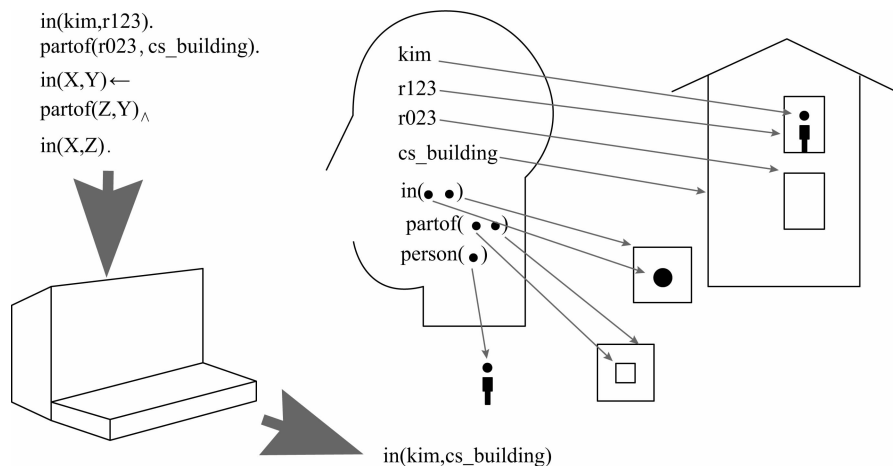 in(kim,r123).
partof(r023, cs_building).
in(X,Y)←
partof(Z,Y)∧
in(X,Z).
kim
r123
r023
cs_building
in(● ●)
partof(● ●)
person(●)
in(kim,cs_building)